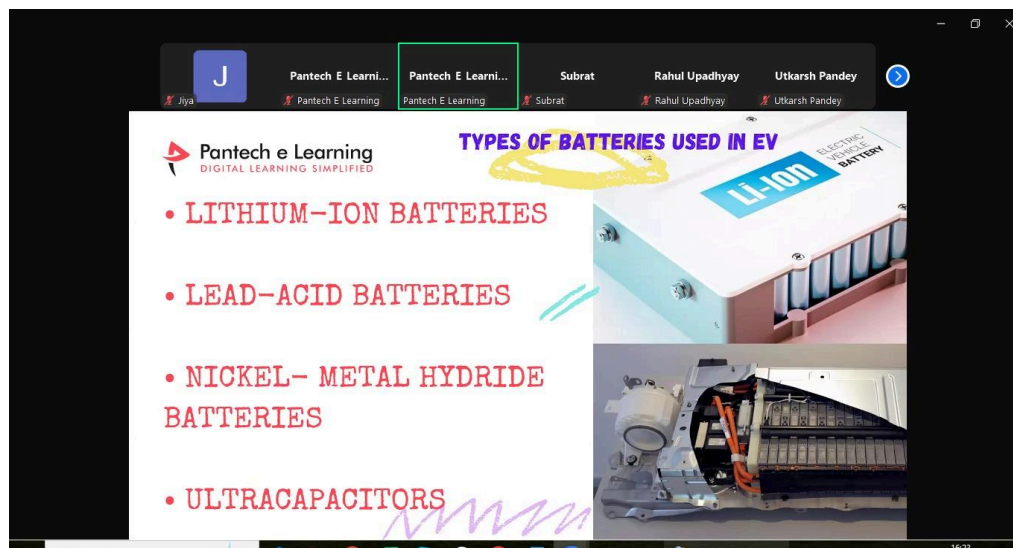 J
Pantech E Learni...
Pantech E Learni...
Subrat
Rahul Upadhyay
Utkarsh Pandey
Jiya
Pantech E Learning
Pantech E Learning
Subrat
Rahul Upadhyay
Utkarsh Pandey
Pantech e Learning
DIGITAL LEARNING SIMPLIFIED
TYPES OF BATTERIES USED IN EV
ELECTRIC
VEHICLE
BATTERY
Li-ION
• LITHIUM-ION BATTERIES
• LEAD-ACID BATTERIES
• NICKEL- METAL HYDRIDE
BATTERIES
• ULTRACAPACITORS